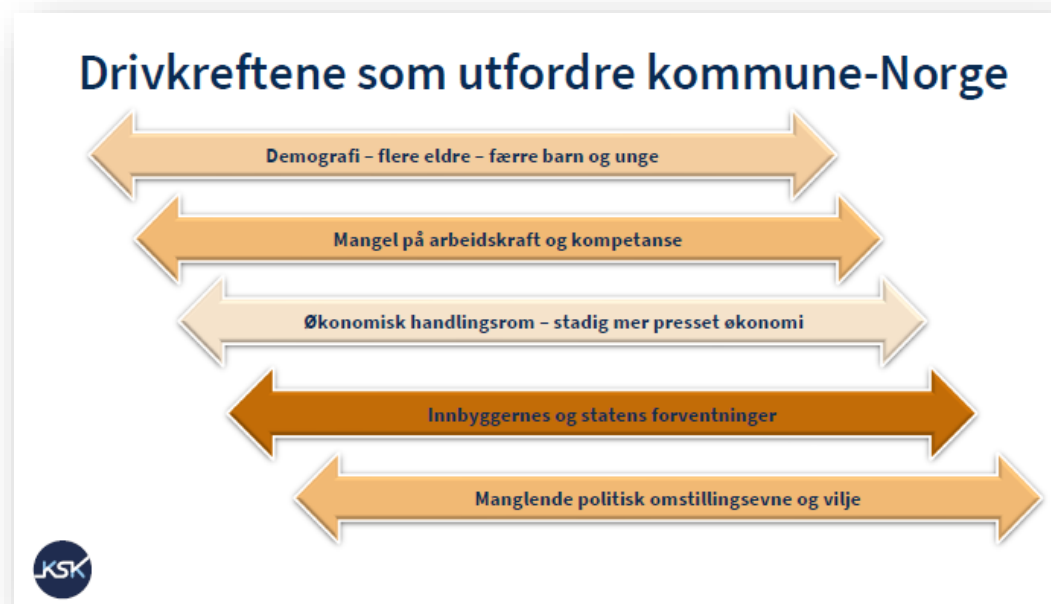 Drivkreftene som utfordre kommune-Norge
Demografi – flere eldre – færre barn og unge
Mangel på arbeidskraft og kompetanse
Økonomisk handlingsrom – stadig mer presset økonomi
Innbyggernes og statens forventninger
Manglende politisk omstillingsevne og vilje
KSK